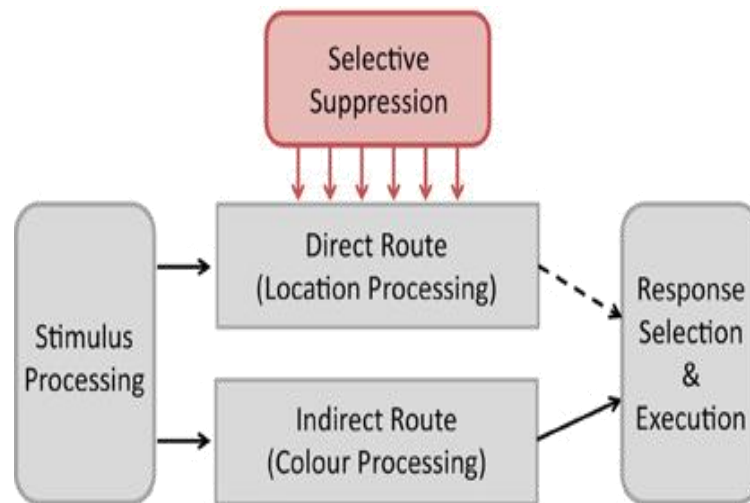 Selective
Suppression
Direct Route
(Location Processing)
Stimulus
Processing
Response
Selection
&
Execution
Indirect Route
(Colour Processing)